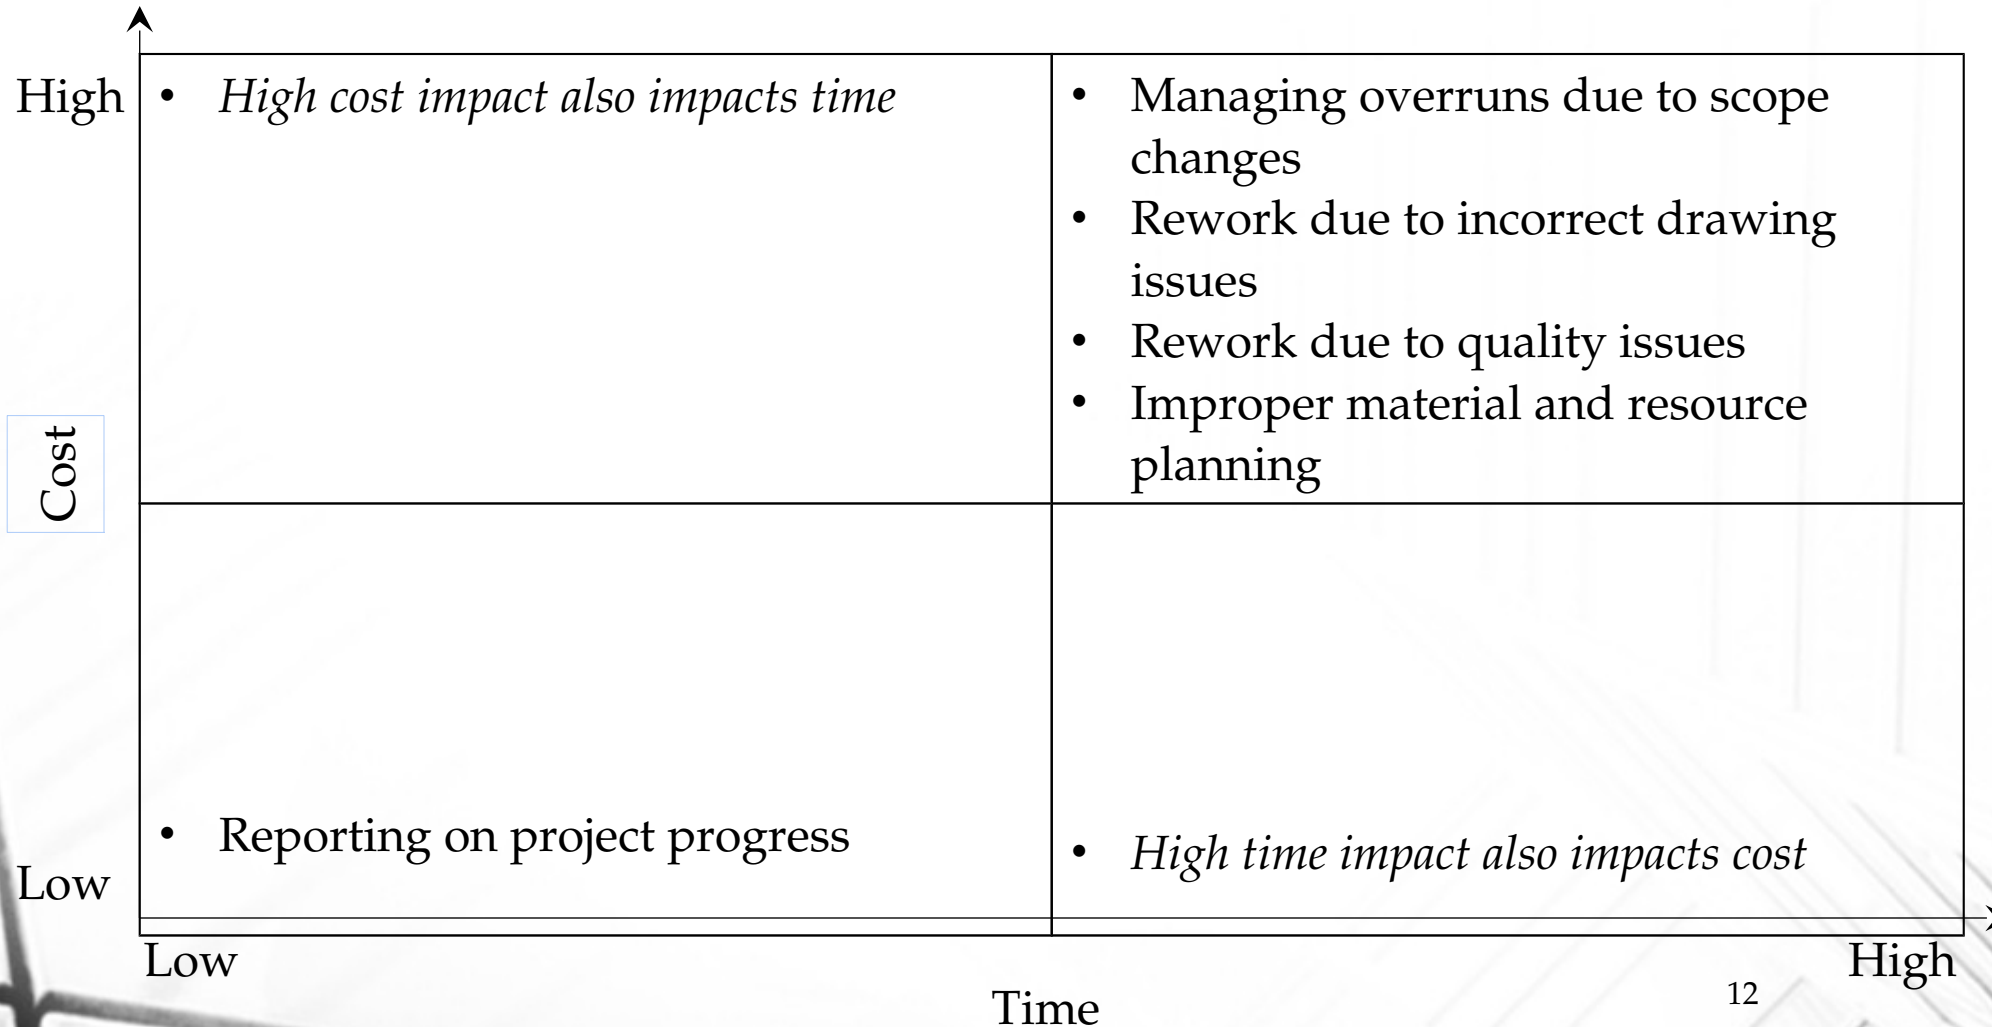 High
• High cost impact also impacts time
• Managing overruns due to scope
changes
• Rework due to incorrect drawing
issues
• Rework due to quality issues
• Improper material and resource
planning
Cost
• Reporting on project progress
• High time impact also impacts cost
Low
Low
High
Time
12